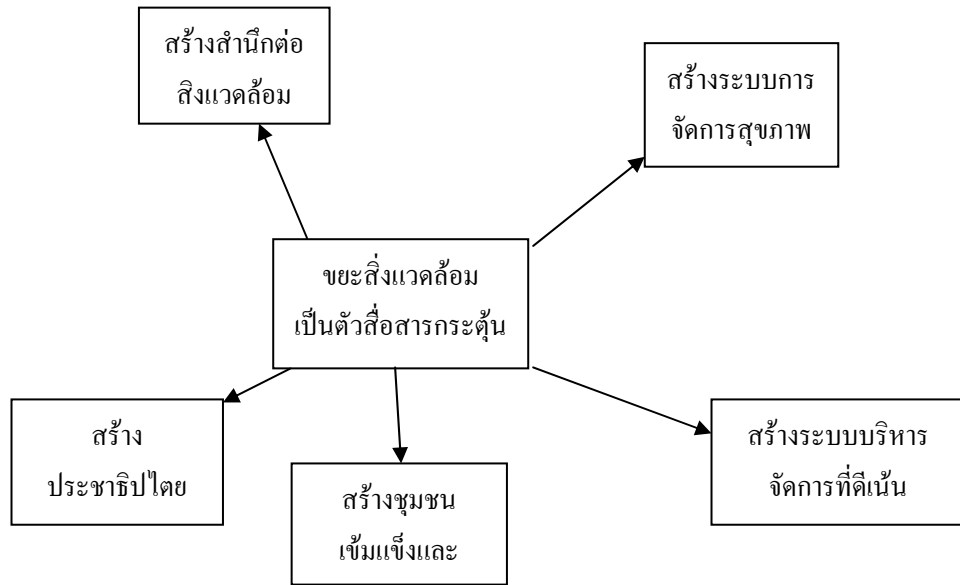 สร้างสำนึกต่อ
สิ่งแวดล้อม
สร้างระบบการ
จัดการสุขภาพ
ขยะสิ่งแวดล้อม
เป็นตัวสื่อสารกระตุ้น
สร้าง
ประชาธิปไตย
สร้างชุมชน
เข้มแข็งและ
สร้างระบบบริหาร
จัดการที่ดีเน้น